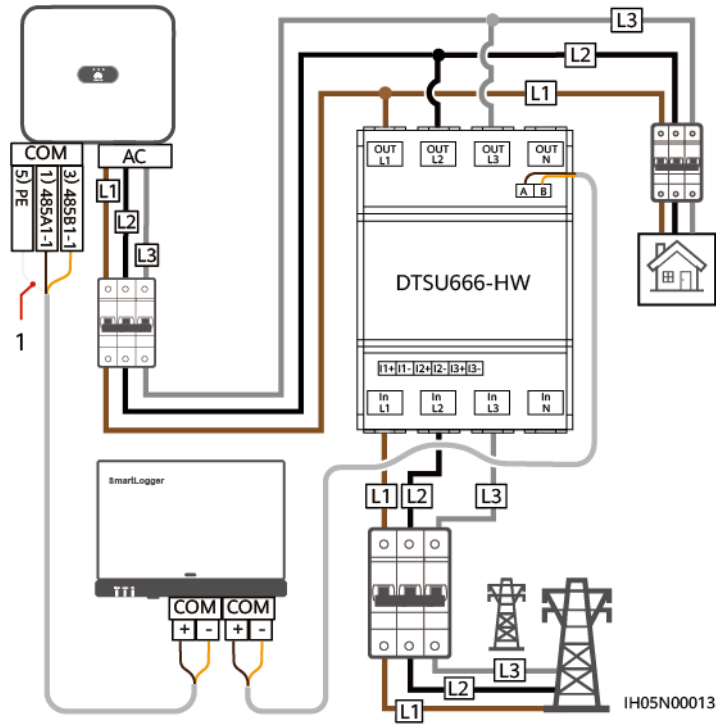 L3
L2
L1
COM
AC
5) PE
1) 485A1-1
3) 485B1-1
L1
L2
L3
1
OUT L1
OUT L2
OUT L3
OUT N
A B
DTSU666-HW
I1+ I1- I2+ I2- I3+ I3-
In L1
In L2
In L3
In N
SmartLogger
COM COM
+ - + -
L1 L2 L3
L3
L2
L1
IH05N00013